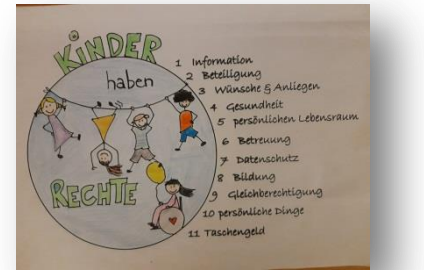 KINDER
haben
RECHTE
1 Information
2 Beteiligung
3 Wünsche & Anliegen
4 Gesundheit
5 persönlichen Lebensraum
6 Betreuung
7 Datenschutz
8 Bildung
9 Gleichberechtigung
10 persönliche Dinge
11 Taschengeld